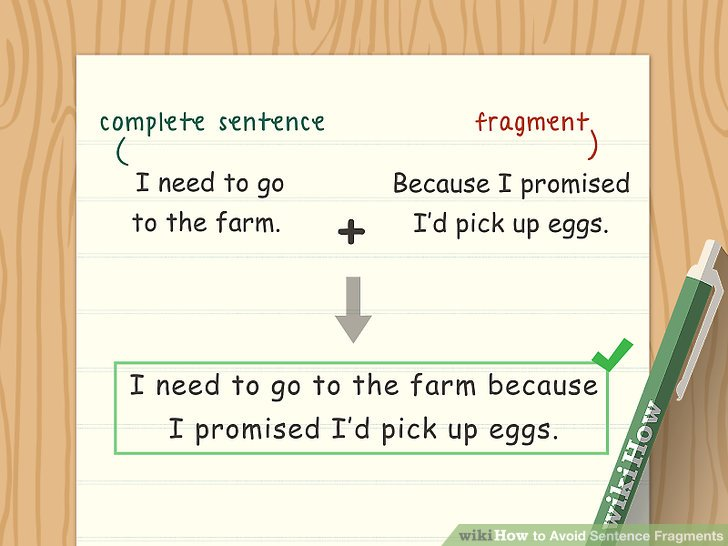 complete sentence
fragment
I need to go
to the farm.
+
Because I promised
I'd pick up eggs.
I need to go to the farm because
I promised I'd pick up eggs.
wikiHow
wikiHow to Avoid Sentence Fragments